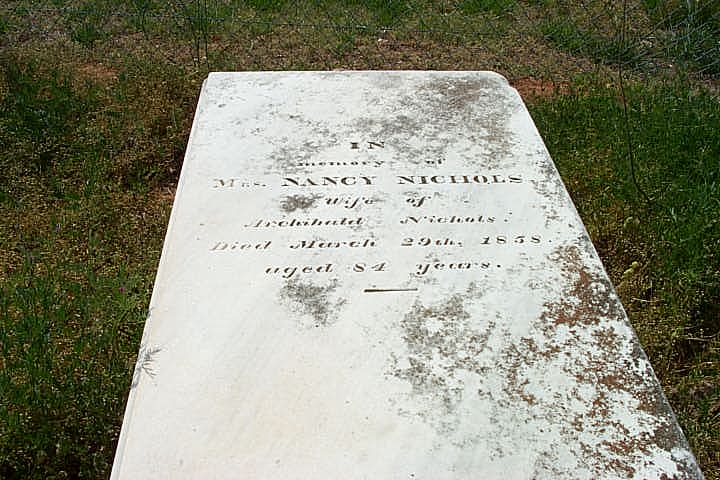 IN
memory of
Mrs. NANCY NICHOLS
Wife of
Archibald Nichols.
Died March 29th, 1858.
aged 84 years.